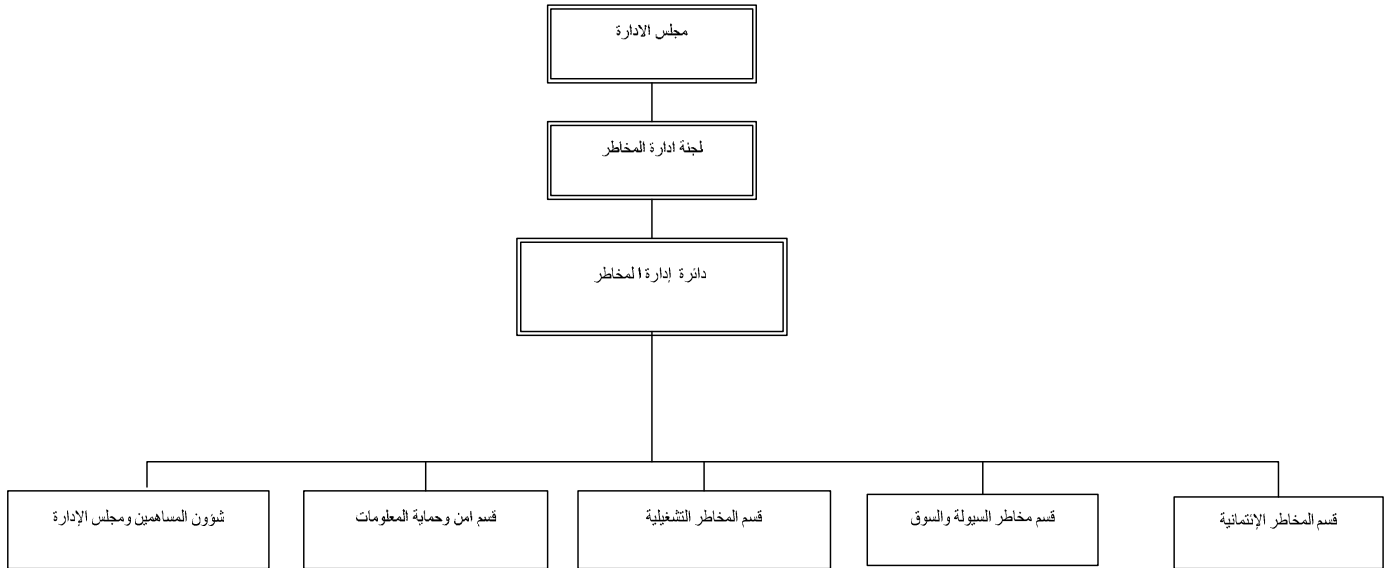 مجلس الادارة
لجنة ادارة المخاطر
دائرة إدارة المخاطر
قسم المخاطر الإئتمانية
قسم مخاطر السيولة والسوق
قسم المخاطر التشغيلية
قسم امن وحماية المعلومات
شؤون المساهمين ومجلس الإدارة